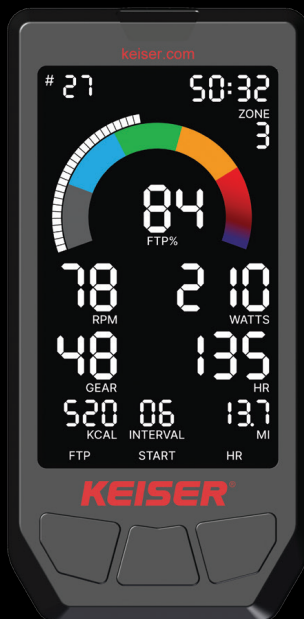 keiser.com
# 27 50:32
ZONE
3
84
FTP%
78 210
RPM WATTS
48 135
GEAR HR
520 06 13.7
KCAL INTERVAL MI
FTP START HR
KEISER®